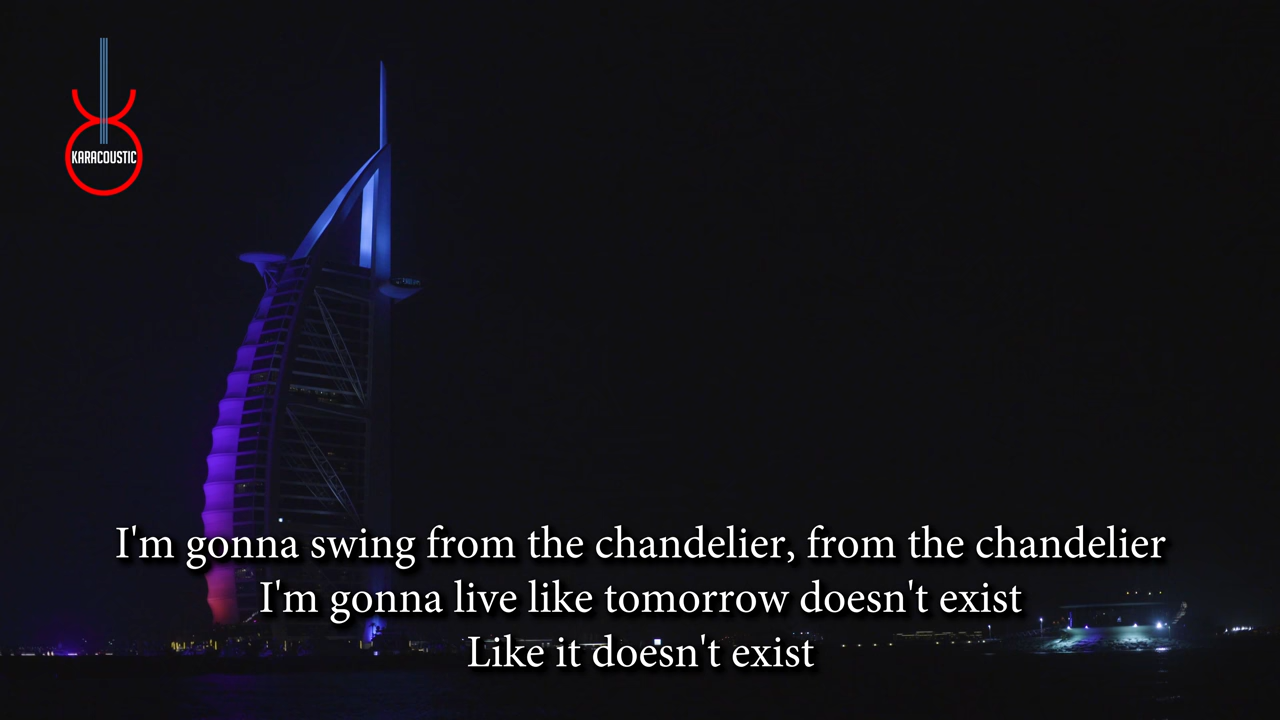 KARACOUSTIC
I'm gonna swing from the chandelier, from the chandelier
I'm gonna live like tomorrow doesn't exist
Like it doesn't exist